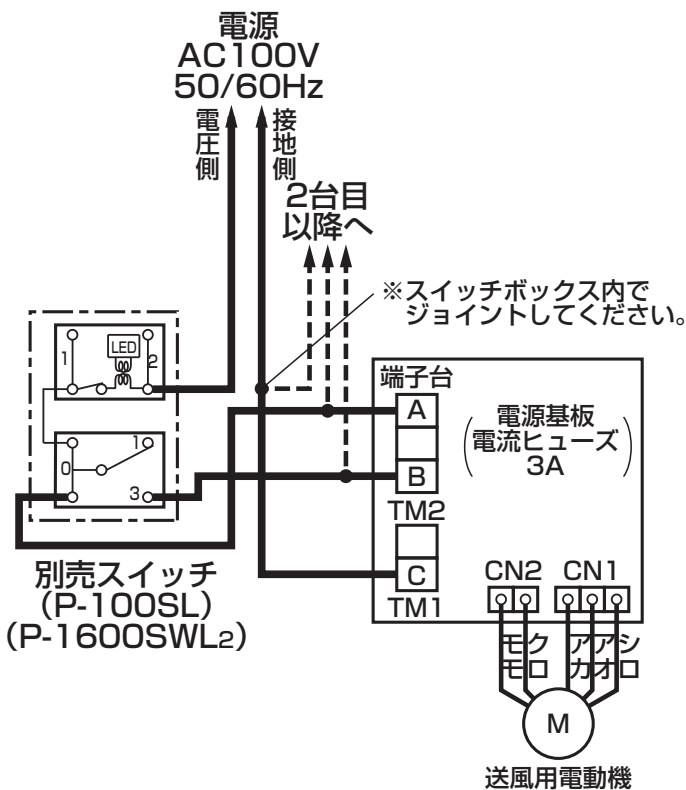 電源
AC100V
50/60Hz
電圧側
接地側
2台目
以降へ
※スイッチボックス内で
ジョイントしてください。
LED
1
2
0
1
3
別売スイッチ
(P-100SL)
(P-1600SWL2)
端子台
A
B
TM2
C
TM1
電源基板
電流ヒューズ
3A
CN2
CN1
モモ
クロ
アカ
アオ
シロ
M
送風用電動機